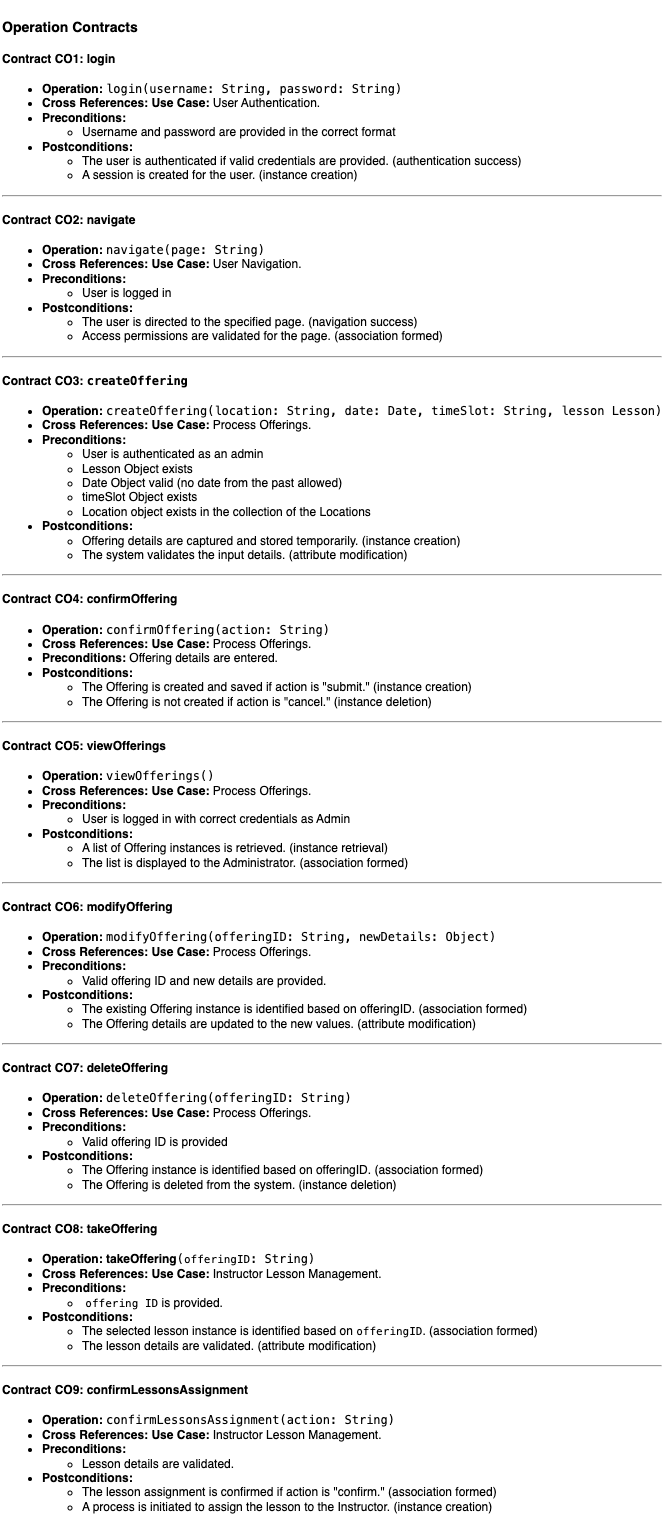 Operation Contracts
Contract CO1: login
• Operation: login(username: String, password: String)
• Cross References: Use Case: User Authentication.
• Preconditions:
◦ Username and password are provided in the correct format
• Postconditions:
◦ The user is authenticated if valid credentials are provided. (authentication success)
◦ A session is created for the user. (instance creation)
Contract CO2: navigate
• Operation: navigate(page: String)
• Cross References: Use Case: User Navigation.
• Preconditions:
◦ User is logged in
• Postconditions:
◦ The user is directed to the specified page. (navigation success)
◦ Access permissions are validated for the page. (association formed)
Contract CO3: createOffering
• Operation: createOffering(location: String, date: Date, timeSlot: String, lesson Lesson)
• Cross References: Use Case: Process Offerings.
• Preconditions:
◦ User is authenticated as an admin
◦ Lesson Object exists
◦ Date Object valid (no date from the past allowed)
◦ timeSlot Object exists
◦ Location object exists in the collection of the Locations
• Postconditions:
◦ Offering details are captured and stored temporarily. (instance creation)
◦ The system validates the input details. (attribute modification)
Contract CO4: confirmOffering
• Operation: confirmOffering(action: String)
• Cross References: Use Case: Process Offerings.
• Preconditions: Offering details are entered.
• Postconditions:
◦ The Offering is created and saved if action is "submit." (instance creation)
◦ The Offering is not created if action is "cancel." (instance deletion)
Contract CO5: viewOfferings
• Operation: viewOfferings()
• Cross References: Use Case: Process Offerings.
• Preconditions:
◦ User is logged in with correct credentials as Admin
• Postconditions:
◦ A list of Offering instances is retrieved. (instance retrieval)
◦ The list is displayed to the Administrator. (association formed)
Contract CO6: modifyOffering
• Operation: modifyOffering(offeringID: String, newDetails: Object)
• Cross References: Use Case: Process Offerings.
• Preconditions:
◦ Valid offering ID and new details are provided.
• Postconditions:
◦ The existing Offering instance is identified based on offeringID. (association formed)
◦ The Offering details are updated to the new values. (attribute modification)
Contract CO7: deleteOffering
• Operation: deleteOffering(offeringID: String)
• Cross References: Use Case: Process Offerings.
• Preconditions:
◦ Valid offering ID is provided
• Postconditions:
◦ The Offering instance is identified based on offeringID. (association formed)
◦ The Offering is deleted from the system. (instance deletion)
Contract CO8: takeOffering
• Operation: takeOffering(offeringID: String)
• Cross References: Use Case: Instructor Lesson Management.
• Preconditions:
◦ offering ID is provided.
• Postconditions:
◦ The selected lesson instance is identified based on offeringID. (association formed)
◦ The lesson details are validated. (attribute modification)
Contract CO9: confirmLessonsAssignment
• Operation: confirmLessonsAssignment(action: String)
• Cross References: Use Case: Instructor Lesson Management.
• Preconditions:
◦ Lesson details are validated.
• Postconditions:
◦ The lesson assignment is confirmed if action is "confirm." (association formed)
◦ A process is initiated to assign the lesson to the Instructor. (instance creation)